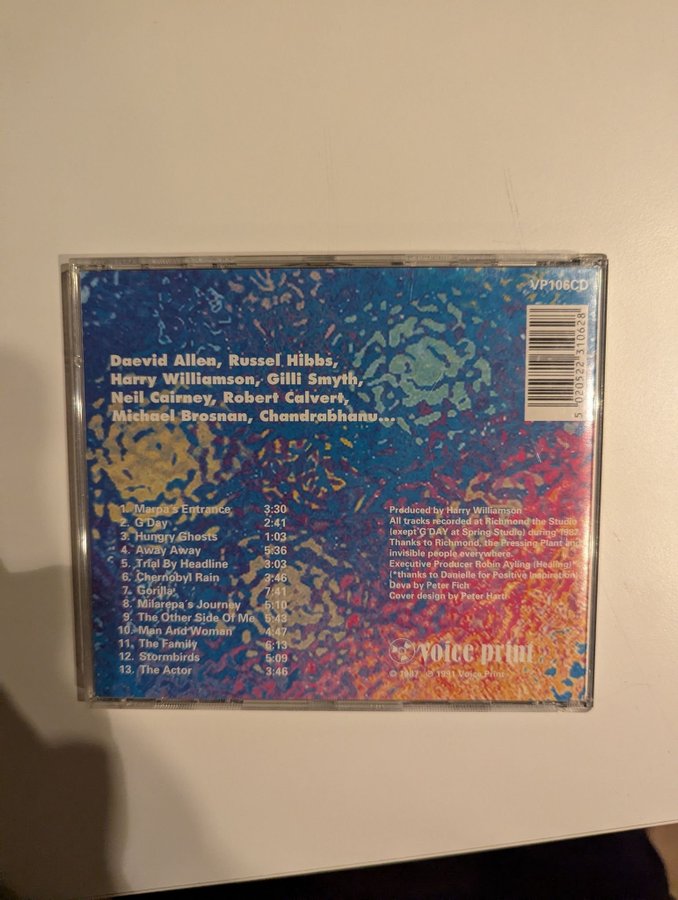 VP106CD
5 020522 310628
Daevid Allen, Russel Hibbs,
Harry Williamson, Gilli Smyth,
Neil Cairney, Robert Calvert,
Michael Brosnan, Chandrabhanu...
1. Marpa's Entrance 3:30
2. G'Day 2:41
3. Hungry Ghosts 1:03
4. Away Away 5:36
5. Trial By Headline 3:03
6. Chernobyl Rain 3:46
7. Gorilla 7:41
8. Milarepa's Journey 5:10
9. The Other Side Of Me 5:43
10. Man And Woman 4:47
11. The Family 6:13
12. Stormbirds 5:09
13. The Actor 3:46
Produced by Harry Williamson
All tracks recorded at Richmond the Studio
(exept G'DAY at Spring Studio) during 1987
Thanks to Richmond, the Pressing Plant and
invisible people everywhere.
Executive Producer Robin Ayling (Healing)*
(*thanks to Danielle for Positive Inspiration)
Deva by Peter Fich
Cover design by Peter Hart
voice print
© 1987 ℗ 1991 Voice Print